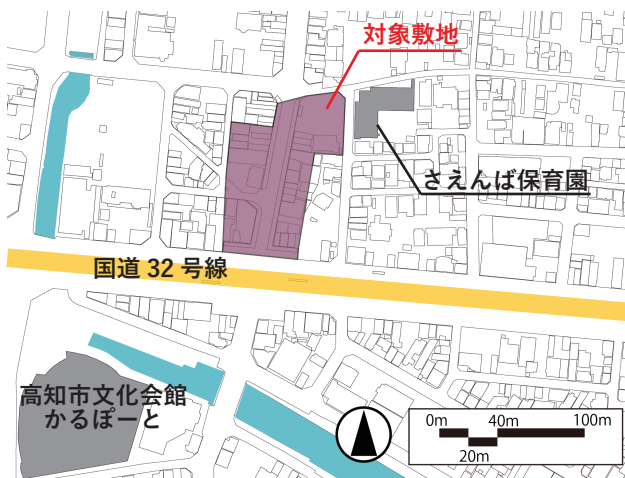 対象敷地
さえんば保育園
国道 32 号線
高知市文化会館
かるぽーと
0m 40m 100m
20m